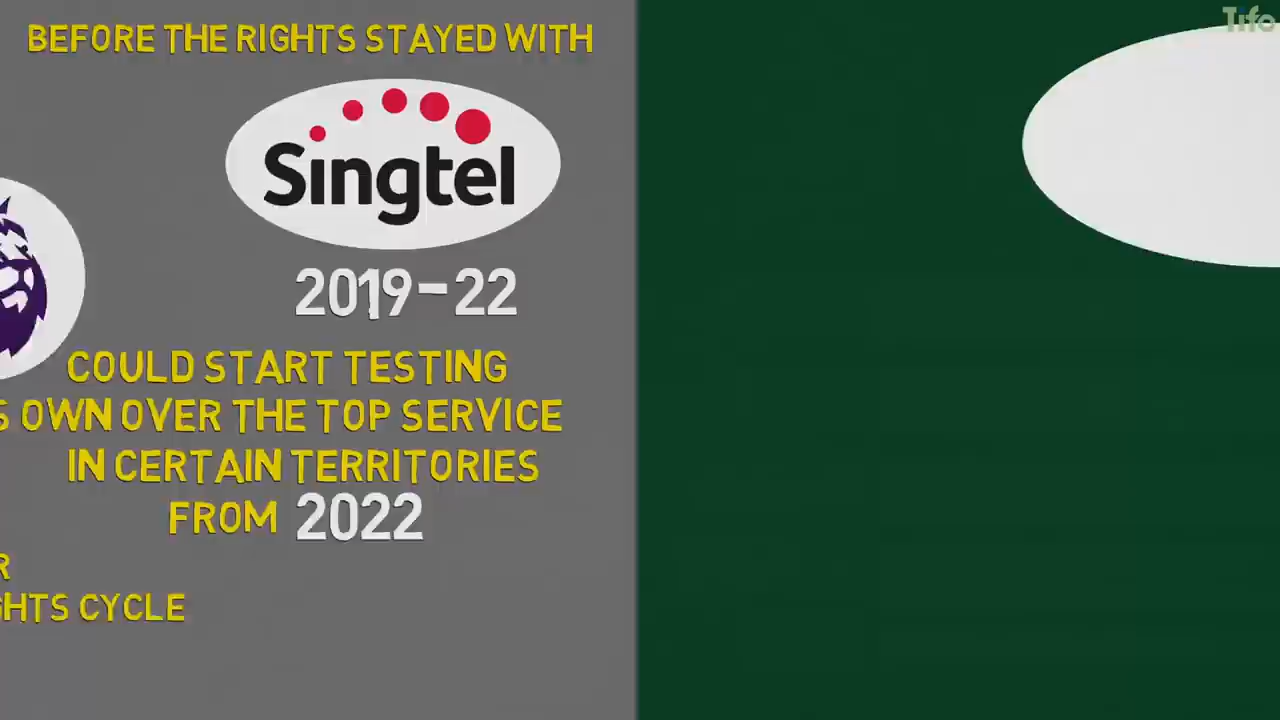 BEFORE THE RIGHTS STAYED WITH
Singtel
2019-22
COULD START TESTING
OWN OVER THE TOP SERVICE
IN CERTAIN TERRITORIES
FROM 2022
CYCLE
Tifo